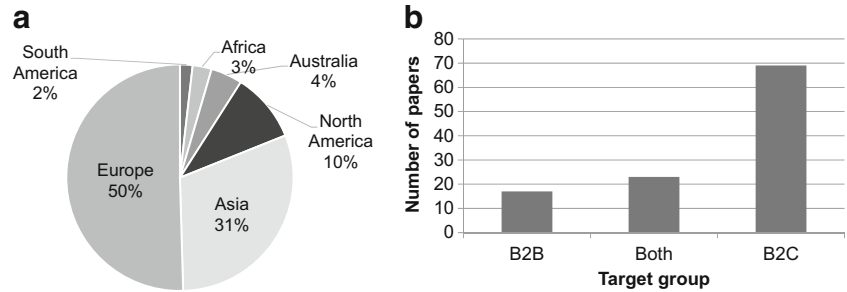 a
South
America
2%
Africa
3%
Australia
4%
North
America
10%
Europe
50%
Asia
31%
b
Number of papers
80
70
60
50
40
30
20
10
0
B2B Both B2C
Target group